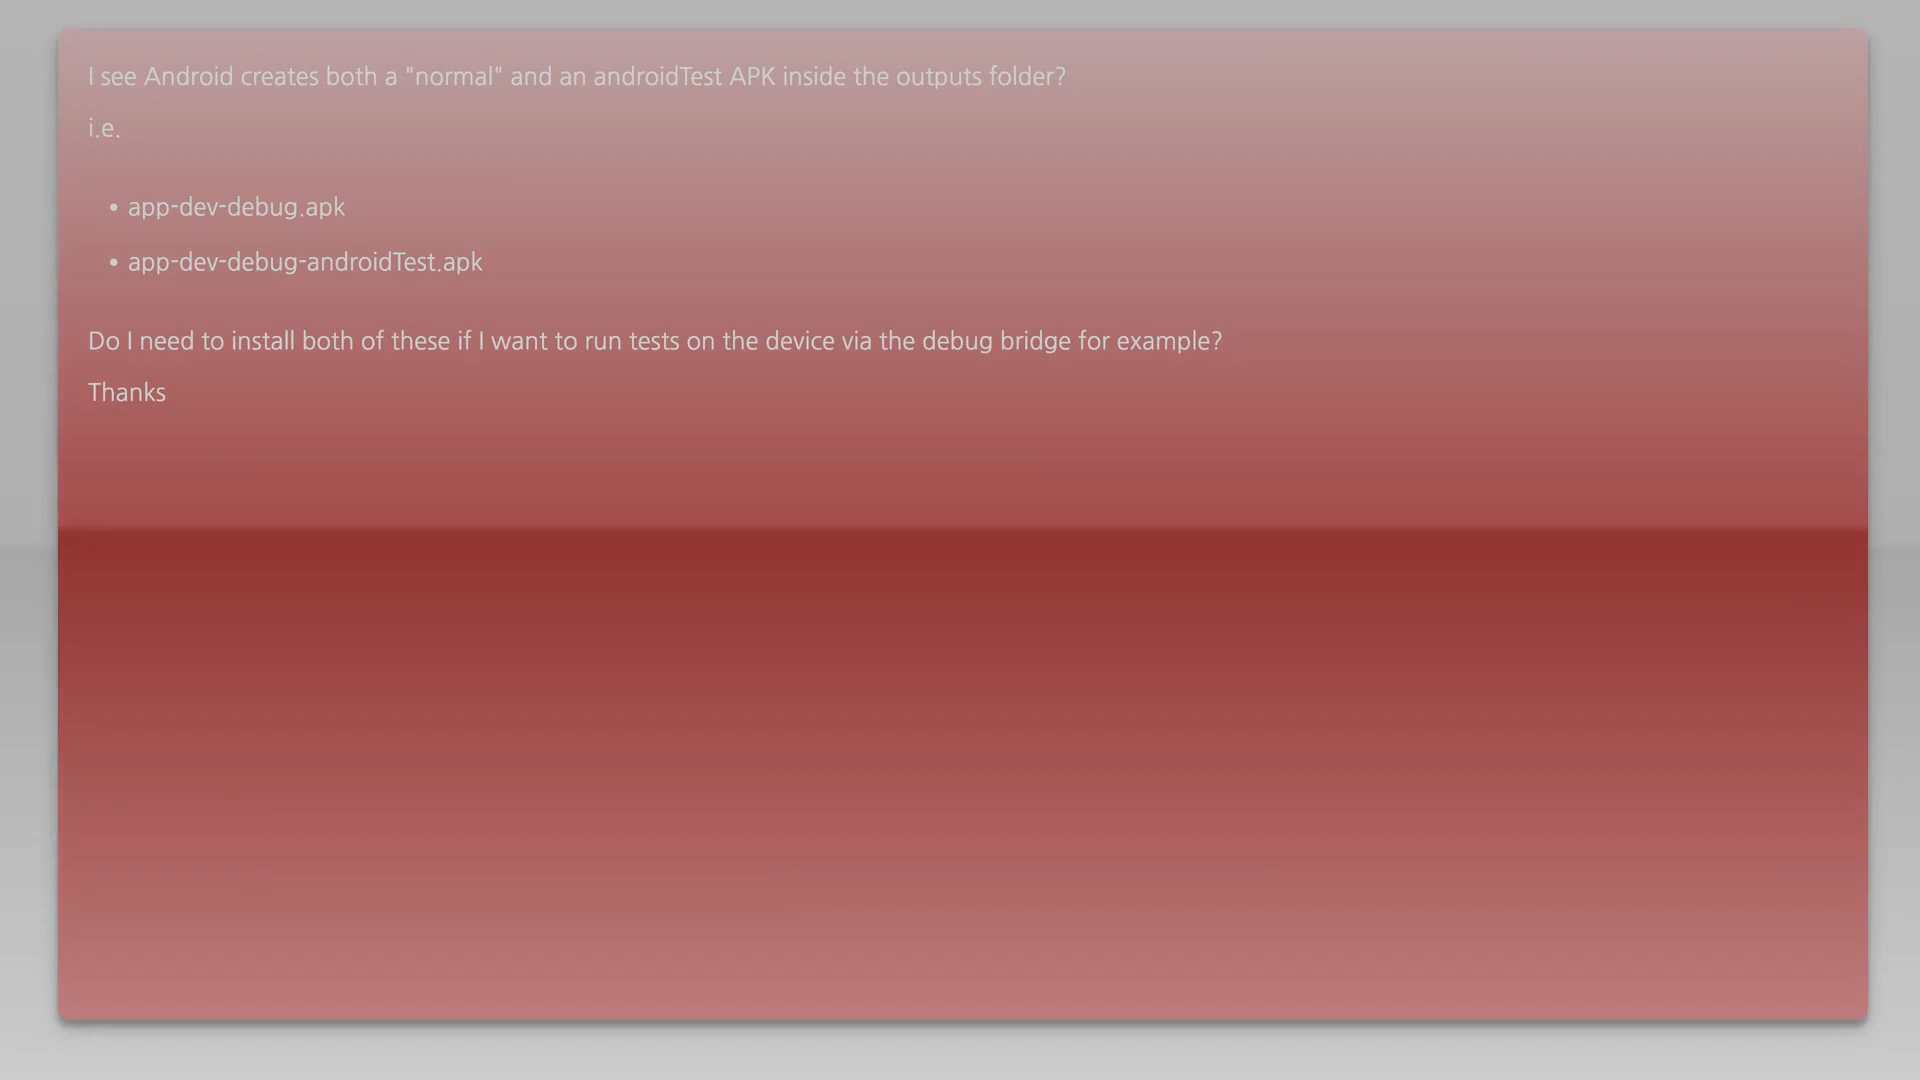 I see Android creates both a "normal" and an androidTest APK inside the outputs folder?
i.e.
• app-dev-debug.apk
• app-dev-debug-androidTest.apk
Do I need to install both of these if I want to run tests on the device via the debug bridge for example?
Thanks